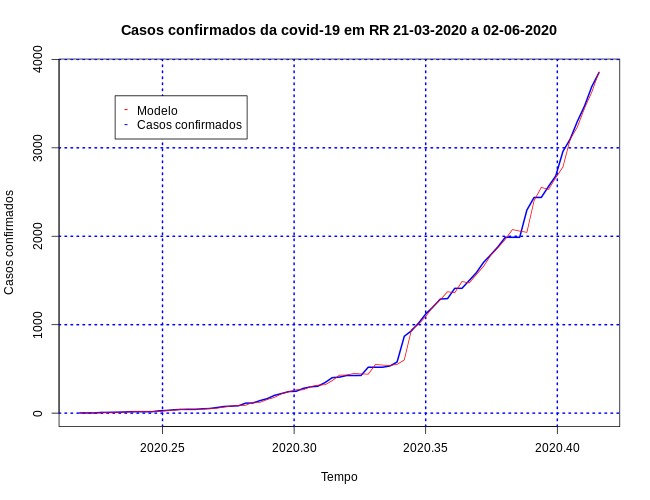 Casos confirmados da covid-19 em RR 21-03-2020 a 02-06-2020
4000
3000
2000
1000
0
Casos confirmados
- Modelo
- Casos confirmados
2020.25 2020.30 2020.35 2020.40
Tempo